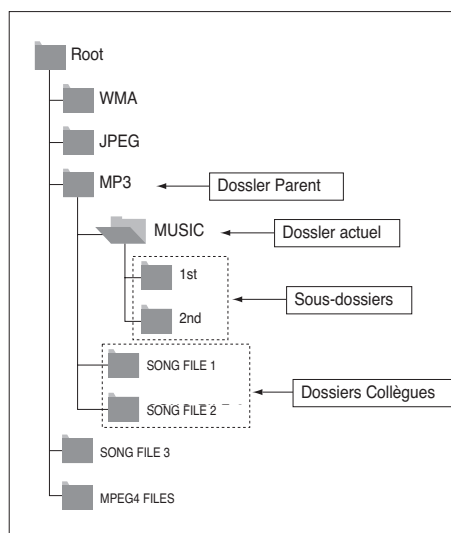 Root
WMA
JPEG
MP3
Dossler Parent
MUSIC
Dossler actuel
1st
Sous-dossiers
2nd
SONG FILE 1
Dossiers Collègues
SONG FILE 2
SONG FILE 3
MPEG4 FILES